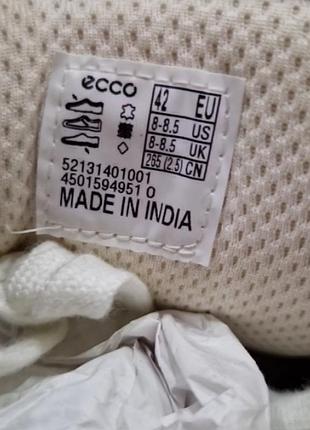 ecco
42 EU
8-8.5 US
8-8.5 UK
265 (2.5) CN
52131401001
4501594951 0
MADE IN INDIA